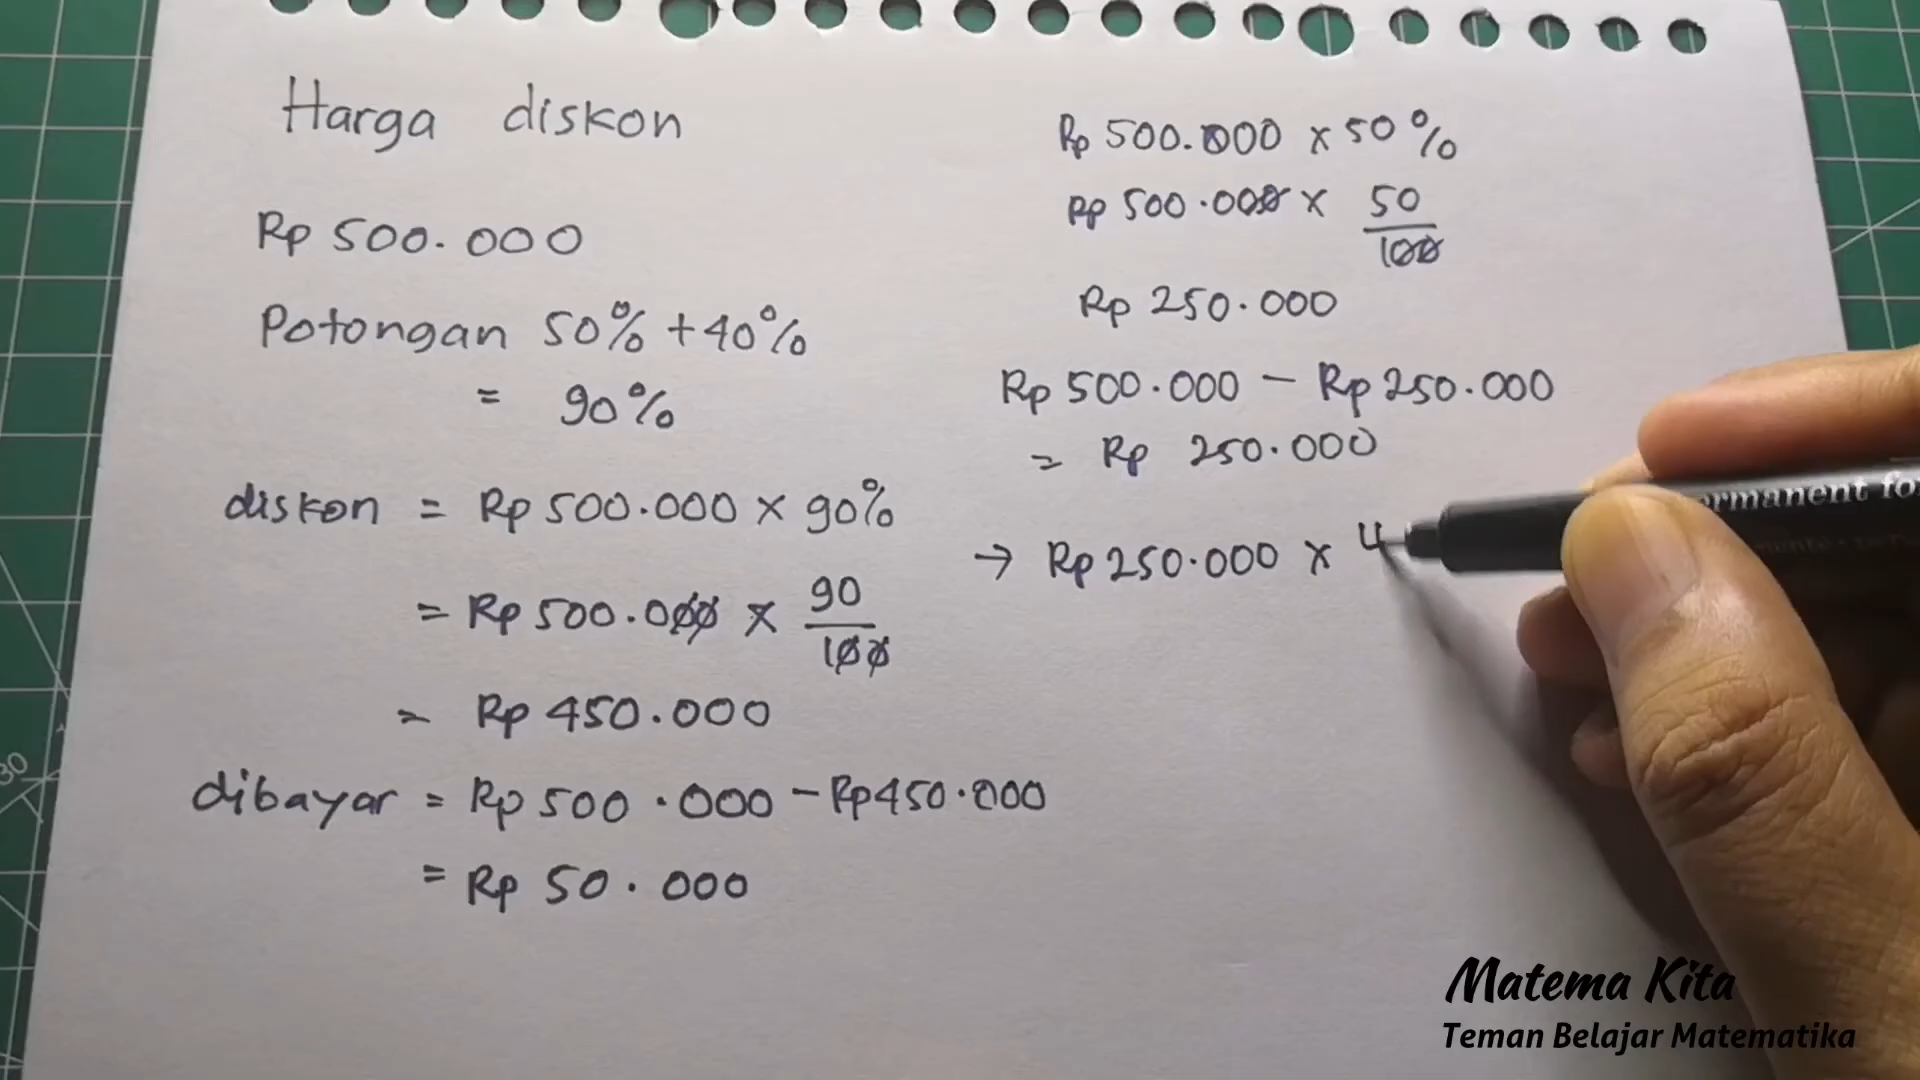 Harga diskon
Rp 500.000
Potongan 50% + 40%
= 90%
diskon = Rp 500.000 x 90%
= Rp 500.000 x 90/100
= Rp 450.000
dibayar = Rp 500.000 - Rp 450.000
= Rp 50.000
Rp 500.000 x 50%
Rp 500.000 x 50/100
Rp 250.000
Rp 500.000 - Rp 250.000
= Rp 250.000
→ Rp 250.000 x 4
30
Matema Kita
Teman Belajar Matematika